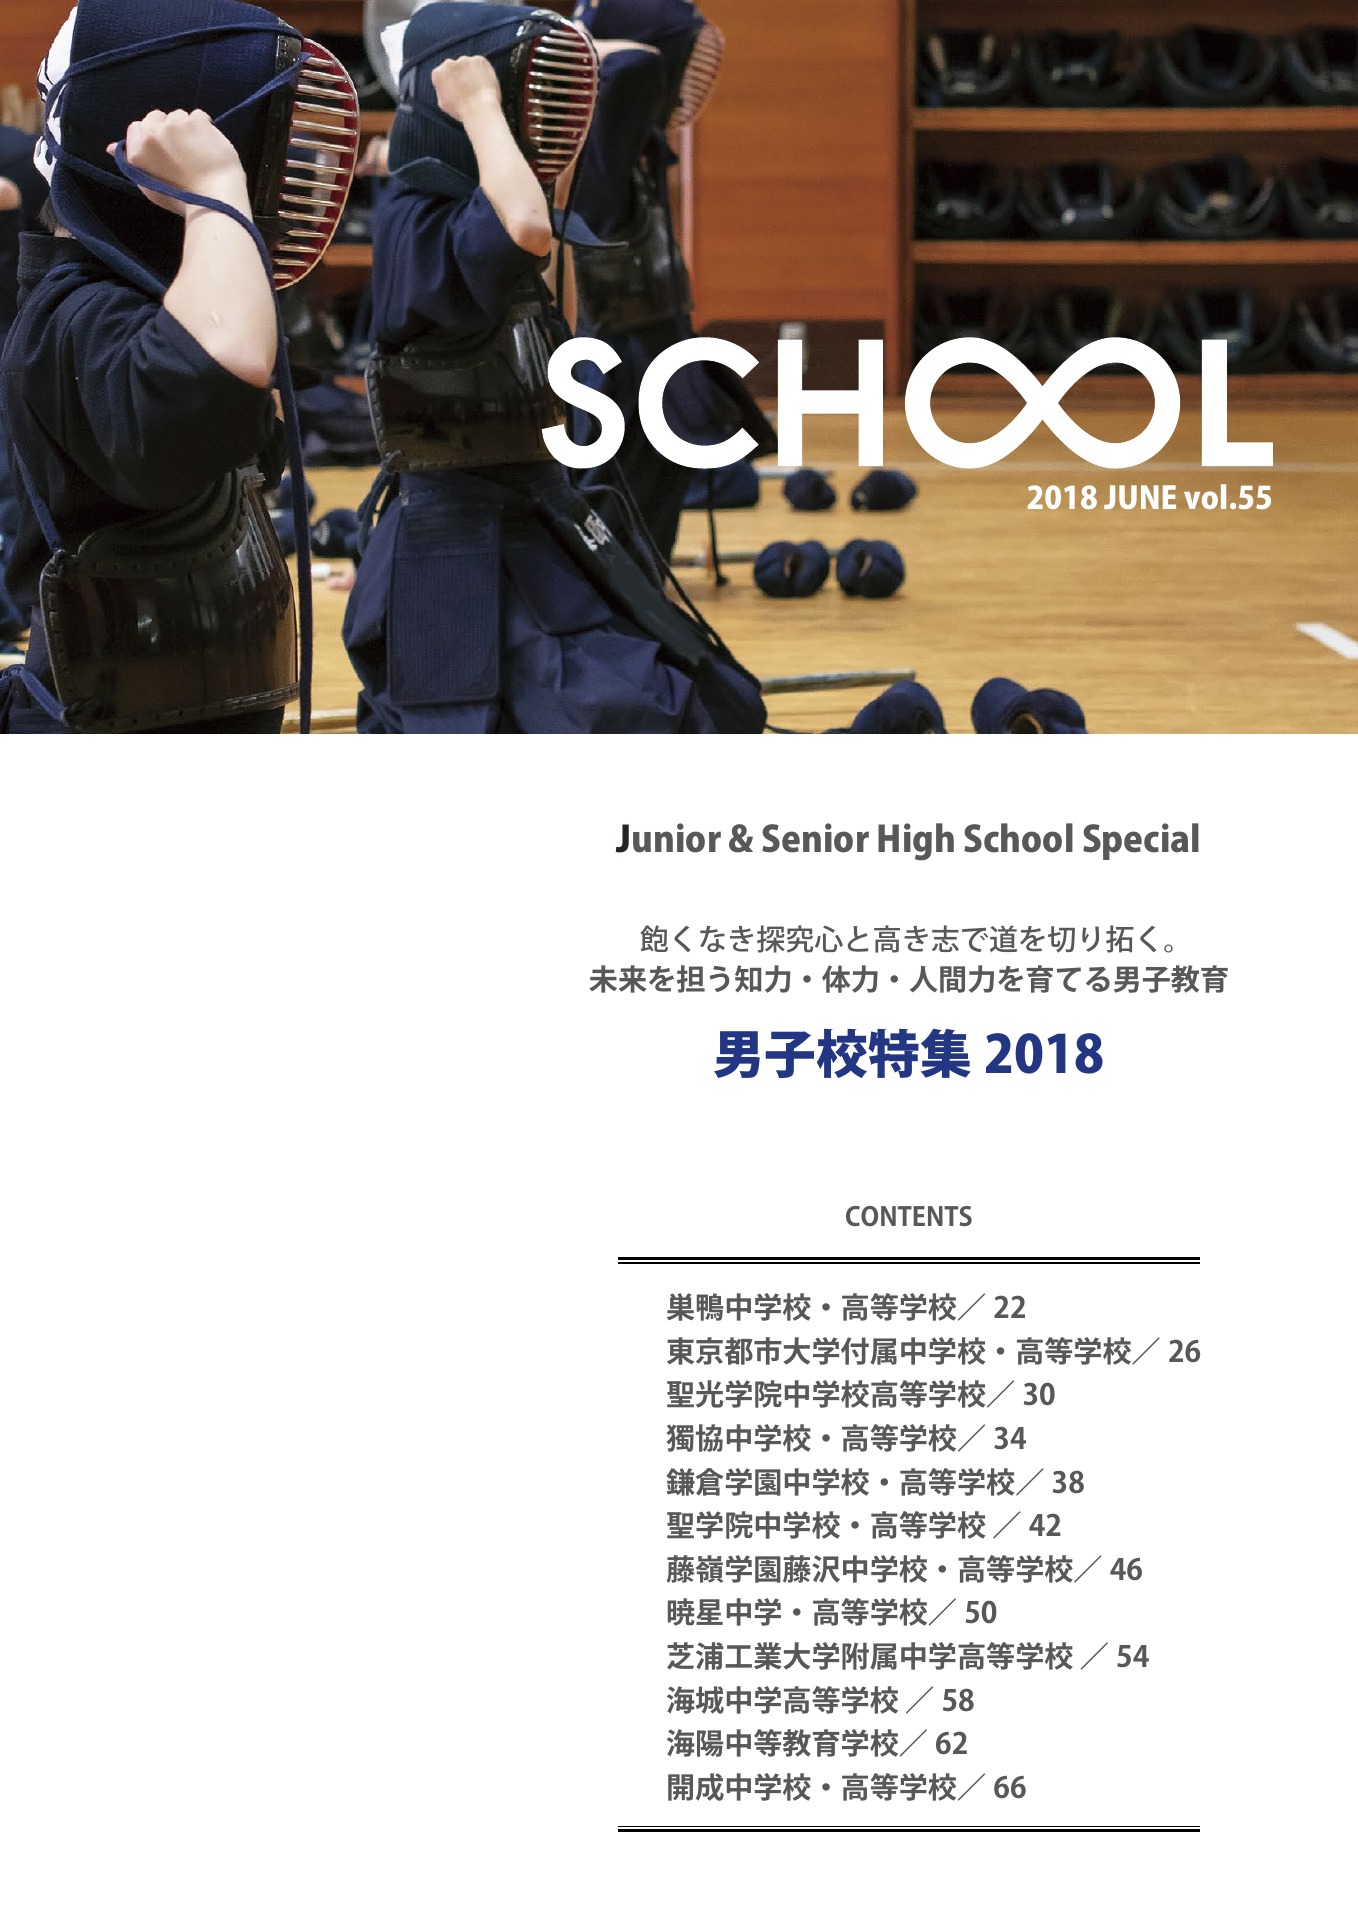 SCHOOL
2018 JUNE vol.55
Junior & Senior High School Special
飽くなき探究心と高き志で道を切り拓く。
未来を担う知力・体力・人間力を育てる男子教育
男子校特集 2018
CONTENTS
巣鴨中学校・高等学校／ 22
東京都市大学付属中学校・高等学校／ 26
聖光学院中学校高等学校／ 30
獨協中学校・高等学校／ 34
鎌倉学園中学校・高等学校／ 38
聖学院中学校・高等学校 ／ 42
藤嶺学園藤沢中学校・高等学校／ 46
暁星中学・高等学校／ 50
芝浦工業大学附属中学高等学校 ／ 54
海城中学高等学校 ／ 58
海陽中等教育学校／ 62
開成中学校・高等学校／ 66